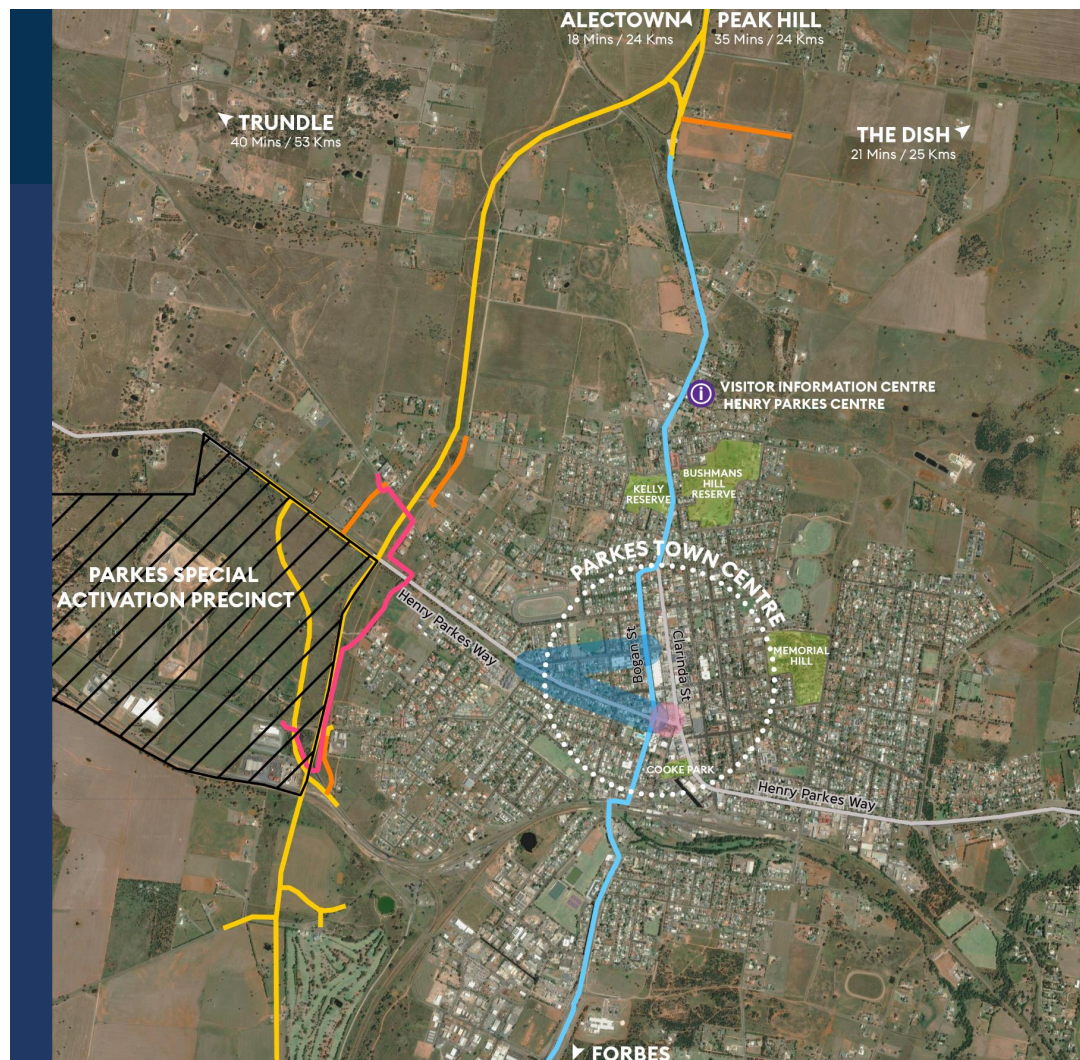 ALECTOWN
18 Mins / 24 Kms
PEAK HILL
35 Mins / 24 Kms
TRUNDLE
40 Mins / 53 Kms
THE DISH
21 Mins / 25 Kms
i
VISITOR INFORMATION CENTRE
HENRY PARKES CENTRE
BUSHMANS
HILL
RESERVE
KELLY
RESERVE
PARKES TOWN CENTRE
PARKES SPECIAL
ACTIVATION PRECINCT
Henry Parkes Way
Bogan St
Clarinda St
MEMORIAL
HILL
COOKE PARK
Henry Parkes Way
FORBES